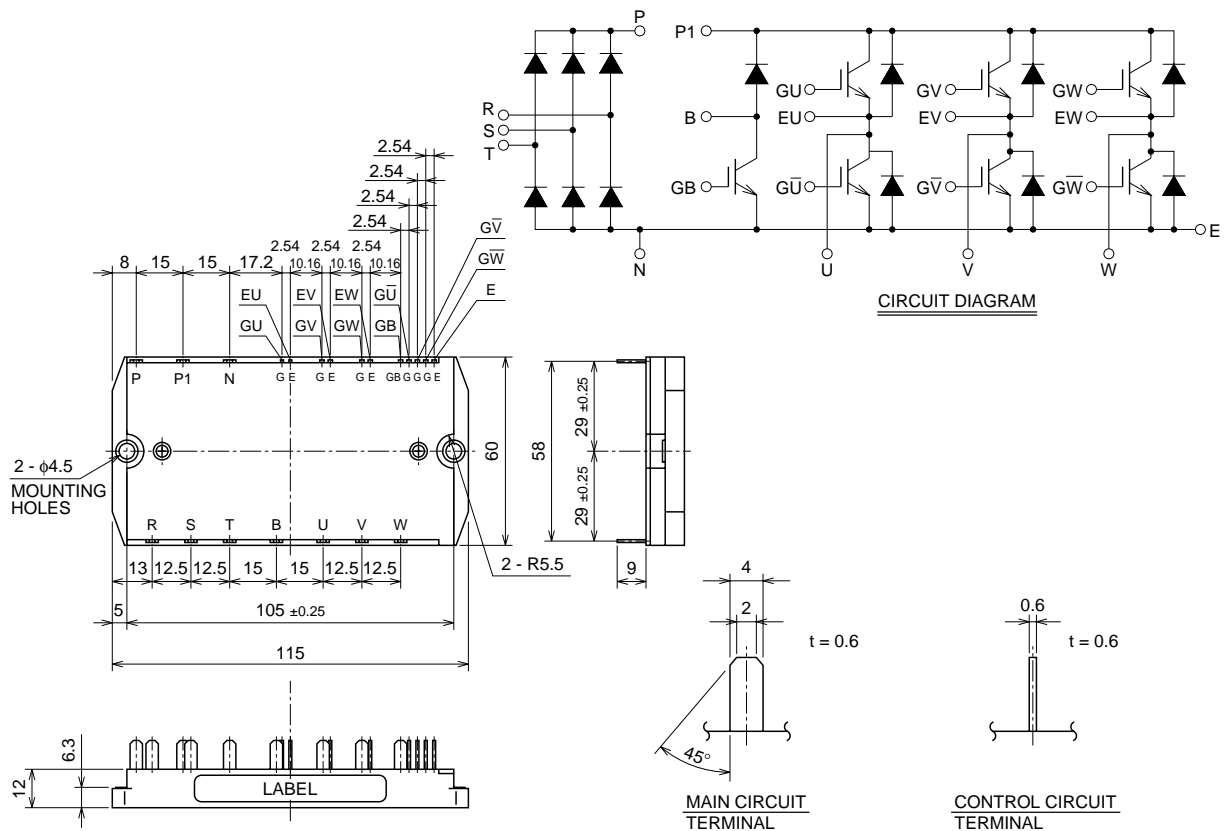 P
P1
R
S
T
GU
GV
GW
B
EU
EV
EW
GB
GU̅
GV̅
GW̅
E
N
U
V
W
CIRCUIT DIAGRAM
2.54
2.54
2.54
2.54
2.54 2.54 2.54
8 15 15 17.2 10.16 10.16 10.16
GV̅
GW̅
E
EU EV EW GU̅
GU GV GW GB
P P1 N G E G E G E GB G G G E
2 - φ4.5
MOUNTING
HOLES
R S T B U V W
2 - R5.5
13 12.5 12.5 15 15 12.5 12.5
5 105 ±0.25
115
60
58
29 ±0.25
29 ±0.25
9
6.3
12
LABEL
4
2
t = 0.6
45°
MAIN CIRCUIT
TERMINAL
0.6
t = 0.6
CONTROL CIRCUIT
TERMINAL